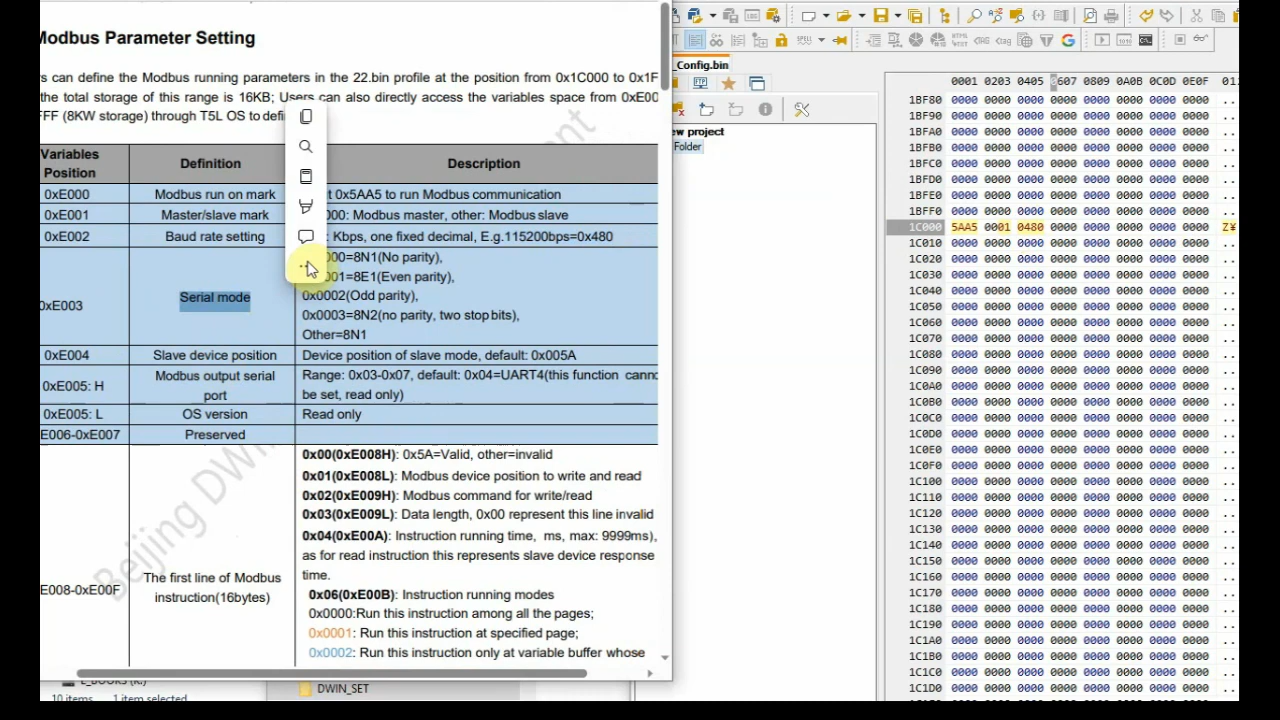 Modbus Parameter Setting
rs can define the Modbus running parameters in the 22.bin profile at the position from 0x1C000 to 0x1F
the total storage of this range is 16KB; Users can also directly access the variables space from 0xE00
FFF (8KW storage) through T5L OS to defi
Variables Position Definition Description
0xE000 Modbus run on mark t 0x5AA5 to run Modbus communication
0xE001 Master/slave mark 000: Modbus master, other: Modbus slave
0xE002 Baud rate setting : Kbps, one fixed decimal, E.g.115200bps=0x480
0xE003 Serial mode
000=8N1(No parity),
001=8E1(Even parity),
0x0002(Odd parity),
0x0003=8N2(no parity, two stop bits),
Other=8N1
0xE004 Slave device position Device position of slave mode, default: 0x005A
0xE005: H Modbus output serial port
Range: 0x03-0x07, default: 0x04=UART4(this function canno
be set, read only)
0xE005: L OS version Read only
E006-0xE007 Preserved
E008-0xE00F
The first line of Modbus
instruction(16bytes)
0x00(0xE008H): 0x5A=Valid, other=invalid
0x01(0xE008L): Modbus device position to write and read
0x02(0xE009H): Modbus command for write/read
0x03(0xE009L): Data length, 0x00 represent this line invalid
0x04(0xE00A): Instruction running time, ms, max: 9999ms),
as for read instruction this represents slave device response
time.
0x06(0xE00B): Instruction running modes
0x0000:Run this instruction among all the pages;
0x0001: Run this instruction at specified page;
0x0002: Run this instruction only at variable buffer whose
Beijing DWIN
ent
10 items 1 item selected
DWIN_SET
_Config.bin
ew project
Folder
0001 0203 0405 0607 0809 0A0B 0C0D 0E0F 01
1BF80 0000 0000 0000 0000 0000 0000 0000 0000 ..
1BF90 0000 0000 0000 0000 0000 0000 0000 0000 ..
1BFA0 0000 0000 0000 0000 0000 0000 0000 0000 ..
1BFB0 0000 0000 0000 0000 0000 0000 0000 0000 ..
1BFC0 0000 0000 0000 0000 0000 0000 0000 0000 ..
1BFD0 0000 0000 0000 0000 0000 0000 0000 0000 ..
1BFE0 0000 0000 0000 0000 0000 0000 0000 0000 ..
1BFF0 0000 0000 0000 0000 0000 0000 0000 0000 ..
1C000 5AA5 0001 0480 0000 0000 0000 0000 0000 Z¥
1C010 0000 0000 0000 0000 0000 0000 0000 0000 ..
1C020 0000 0000 0000 0000 0000 0000 0000 0000 ..
1C030 0000 0000 0000 0000 0000 0000 0000 0000 ..
1C040 0000 0000 0000 0000 0000 0000 0000 0000 ..
1C050 0000 0000 0000 0000 0000 0000 0000 0000 ..
1C060 0000 0000 0000 0000 0000 0000 0000 0000 ..
1C070 0000 0000 0000 0000 0000 0000 0000 0000 ..
1C080 0000 0000 0000 0000 0000 0000 0000 0000 ..
1C090 0000 0000 0000 0000 0000 0000 0000 0000 ..
1C0A0 0000 0000 0000 0000 0000 0000 0000 0000 ..
1C0B0 0000 0000 0000 0000 0000 0000 0000 0000 ..
1C0C0 0000 0000 0000 0000 0000 0000 0000 0000 ..
1C0D0 0000 0000 0000 0000 0000 0000 0000 0000 ..
1C0E0 0000 0000 0000 0000 0000 0000 0000 0000 ..
1C0F0 0000 0000 0000 0000 0000 0000 0000 0000 ..
1C100 0000 0000 0000 0000 0000 0000 0000 0000 ..
1C110 0000 0000 0000 0000 0000 0000 0000 0000 ..
1C120 0000 0000 0000 0000 0000 0000 0000 0000 ..
1C130 0000 0000 0000 0000 0000 0000 0000 0000 ..
1C140 0000 0000 0000 0000 0000 0000 0000 0000 ..
1C150 0000 0000 0000 0000 0000 0000 0000 0000 ..
1C160 0000 0000 0000 0000 0000 0000 0000 0000 ..
1C170 0000 0000 0000 0000 0000 0000 0000 0000 ..
1C180 0000 0000 0000 0000 0000 0000 0000 0000 ..
1C190 0000 0000 0000 0000 0000 0000 0000 0000 ..
1C1A0 0000 0000 0000 0000 0000 0000 0000 0000 ..
1C1B0 0000 0000 0000 0000 0000 0000 0000 0000 ..
1C1C0 0000 0000 0000 0000 0000 0000 0000 0000 ..
1C1D0 0000 0000 0000 0000 0000 0000 0000 0000 ..